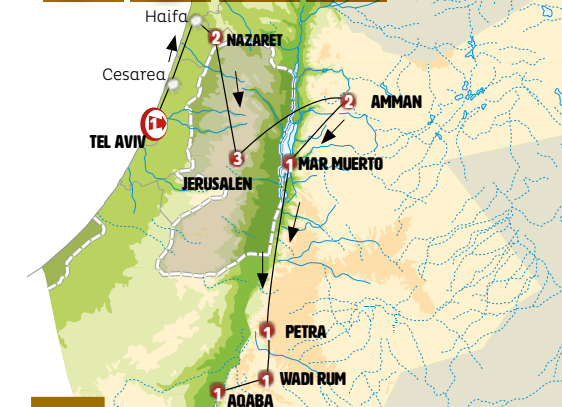 Haifa
2 NAZARET
Cesarea
1
TEL AVIV
2 AMMAN
3
JERUSALEN
1 MAR MUERTO
1 PETRA
1 WADI RUM
1
AQABA